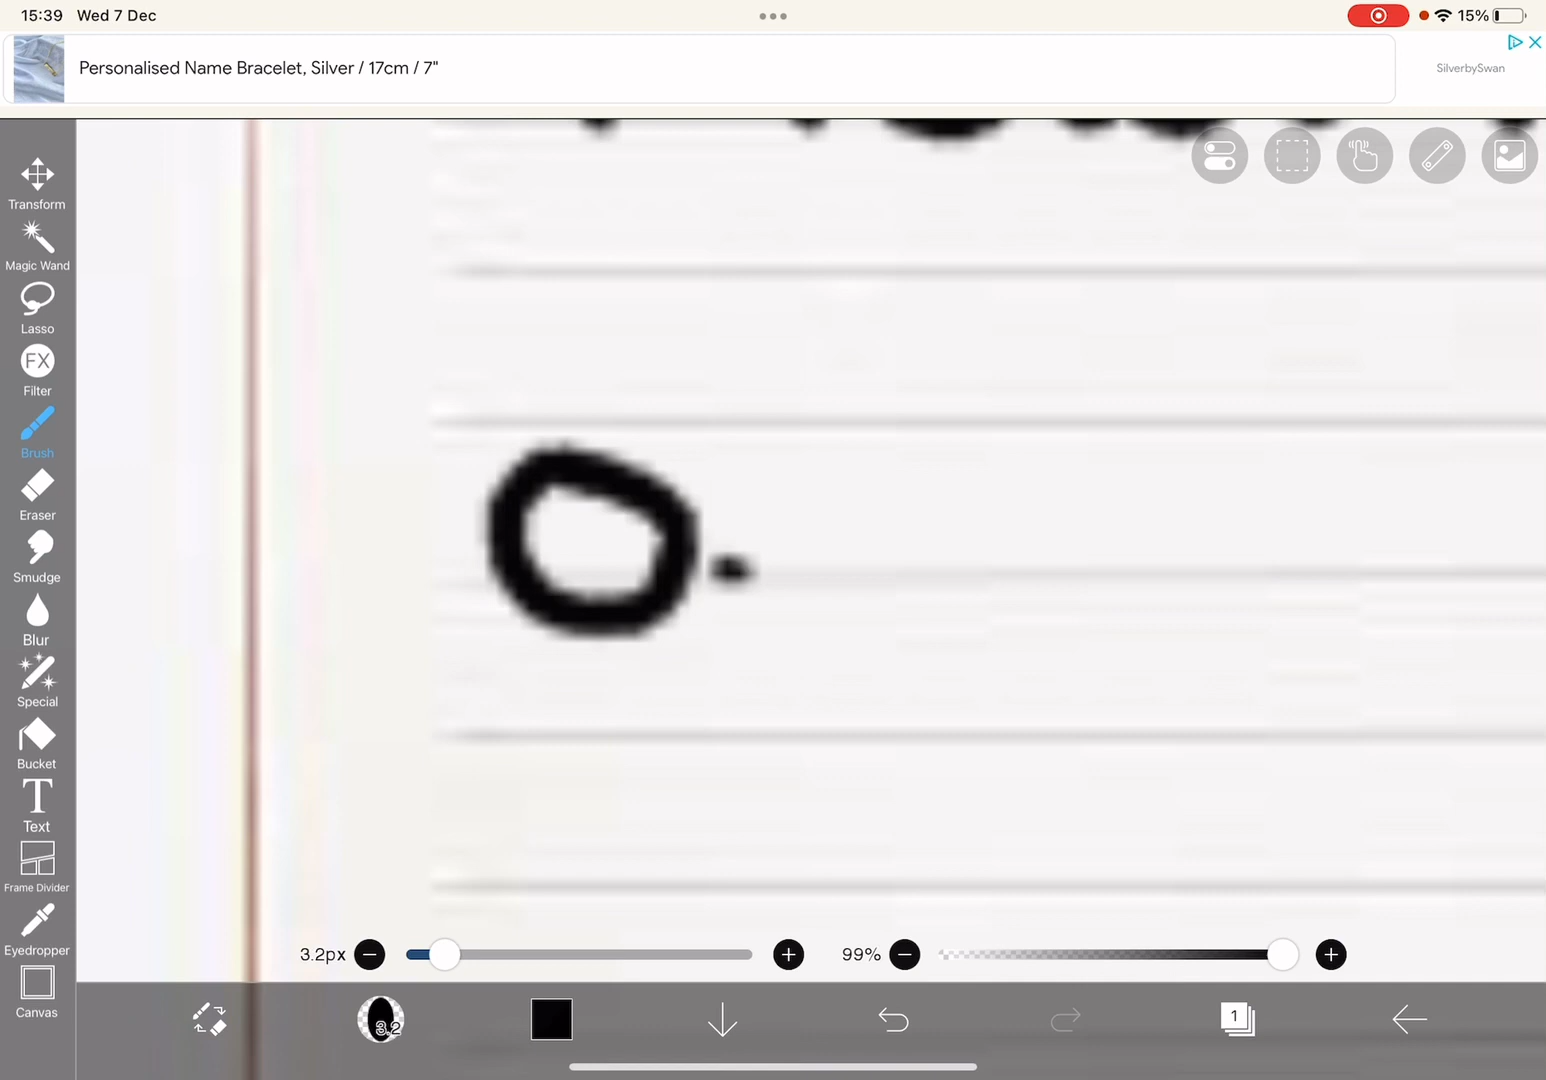 15:39 Wed 7 Dec
15%
Personalised Name Bracelet, Silver / 17cm / 7"
SilverbySwan
Transform
Magic Wand
Lasso
FX
Filter
Brush
Eraser
Smudge
Blur
Special
Bucket
T
Text
Frame Divider
Eyedropper
Canvas
o.
3.2px
99%
3.2
1